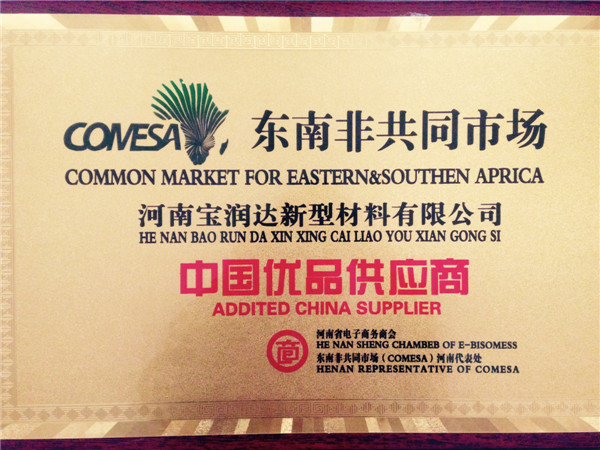 COMESA 东南非共同市场
COMMON MARKET FOR EASTERN&SOUTHEN APRICA
河南宝润达新型材料有限公司
HE NAN BAO RUN DA XIN XING CAI LIAO YOU XIAN GONG SI
中国优品供应商
ADDITED CHINA SUPPLIER
河南省电子商务商会
HE NAN SHENG CHAMBEB OF E-BISOMESS
东南非共同市场（COMESA）河南代表处
HENAN REPRESENTATIVE OF COMESA